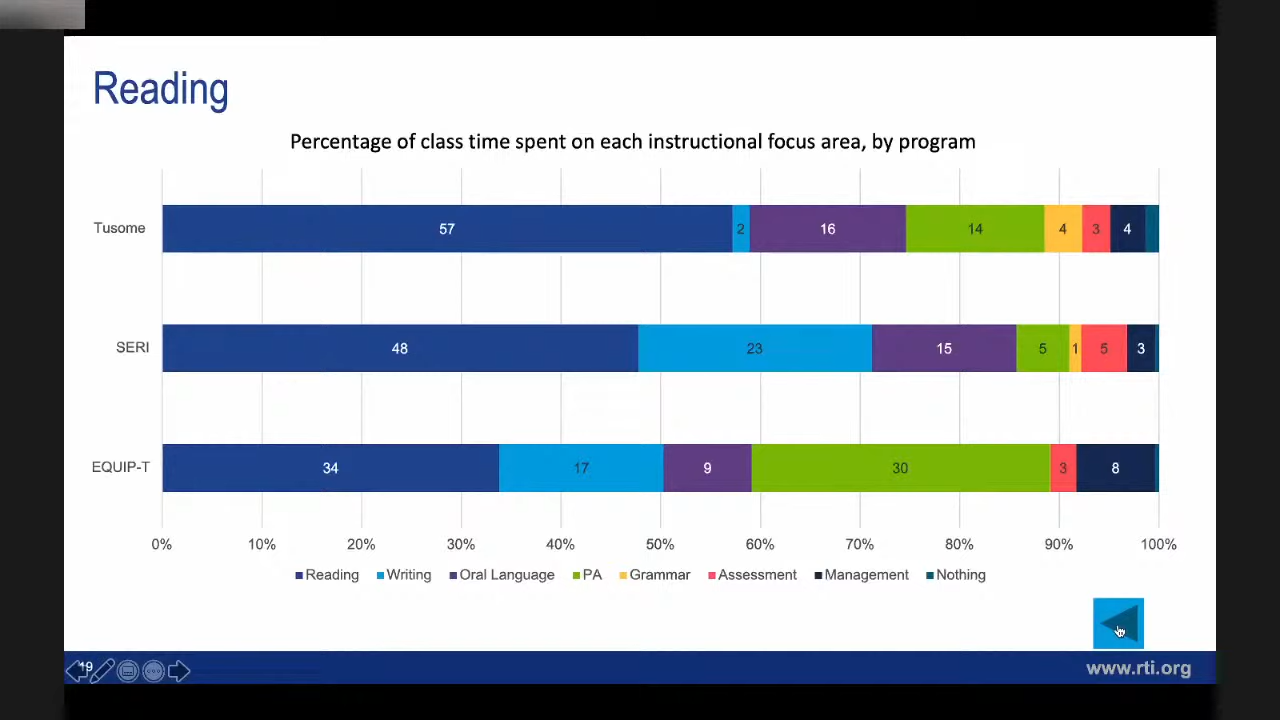 Reading
Percentage of class time spent on each instructional focus area, by program
Tusome 57 2 16 14 4 3 4
SERI 48 23 15 5 1 5 3
EQUIP-T 34 17 9 30 3 8
0% 10% 20% 30% 40% 50% 60% 70% 80% 90% 100%
Reading Writing Oral Language PA Grammar Assessment Management Nothing
19 www.rti.org